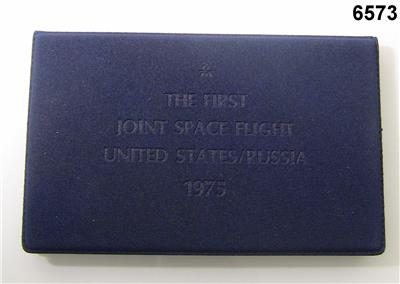 6573
THE FIRST
JOINT SPACE FLIGHT
UNITED STATES/RUSSIA
1975